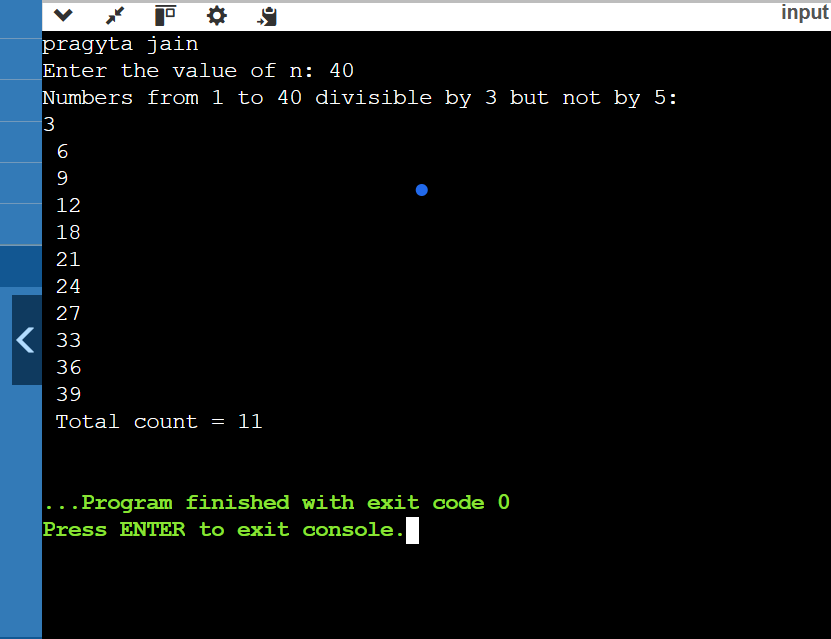 input
pragyta jain
Enter the value of n: 40
Numbers from 1 to 40 divisible by 3 but not by 5:
3
6
9
12
18
21
24
27
33
36
39
Total count = 11
...Program finished with exit code 0
Press ENTER to exit console.